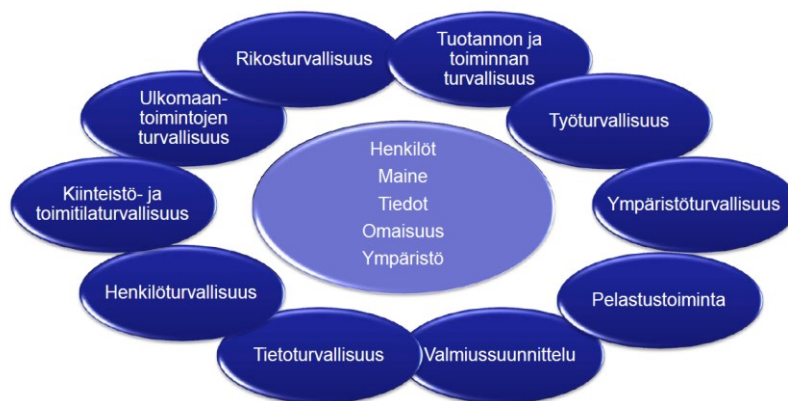 Rikosturvallisuus
Tuotannon ja
toiminnan
turvallisuus
Ulkomaan-
toimintojen
turvallisuus
Työturvallisuus
Henkilöt
Maine
Tiedot
Omaisuus
Ympäristö
Kiinteistö- ja
toimitilaturvallisuus
Ympäristöturvallisuus
Henkilöturvallisuus
Pelastustoiminta
Tietoturvallisuus
Valmiussuunnittelu